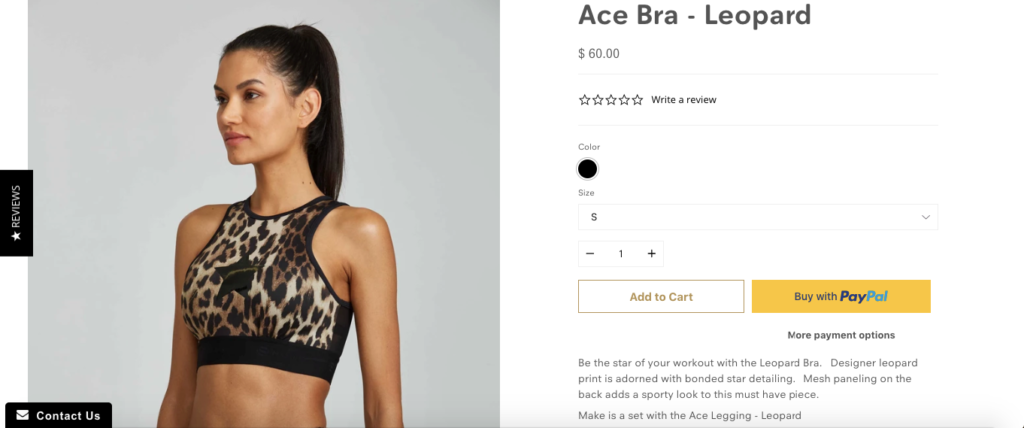 Ace Bra - Leopard
$ 60.00
Write a review
Color
★ REVIEWS
Size
S
− 1 +
Add to Cart
Buy with PayPal
More payment options
Be the star of your workout with the Leopard Bra. Designer leopard
print is adorned with bonded star detailing. Mesh paneling on the
back adds a sporty look to this must have piece.
Make is a set with the Ace Legging - Leopard
Contact Us